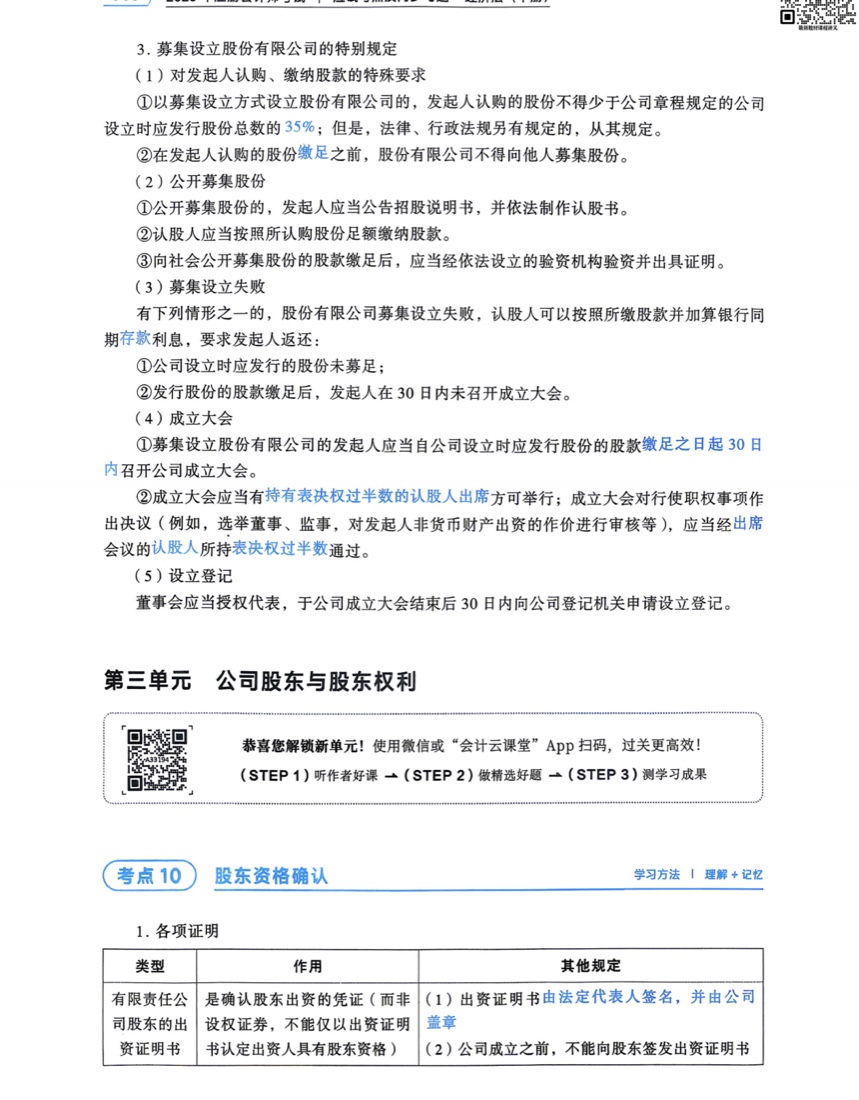 3. 募集设立股份有限公司的特别规定
（1）对发起人认购、缴纳股款的特殊要求
①以募集设立方式设立股份有限公司的，发起人认购的股份不得少于公司章程规定的公司
设立时应发行股份总数的 35%；但是，法律、行政法规另有规定的，从其规定。
②在发起人认购的股份缴足之前，股份有限公司不得向他人募集股份。
（2）公开募集股份
①公开募集股份的，发起人应当公告招股说明书，并依法制作认股书。
②认股人应当按照所认购股份足额缴纳股款。
③向社会公开募集股份的股款缴足后，应当经依法设立的验资机构验资并出具证明。
（3）募集设立失败
有下列情形之一的，股份有限公司募集设立失败，认股人可以按照所缴股款并加算银行同
期存款利息，要求发起人返还：
①公司设立时应发行的股份未募足；
②发行股份的股款缴足后，发起人在 30 日内未召开成立大会。
（4）成立大会
①募集设立股份有限公司的发起人应当自公司设立时应发行股份的股款缴足之日起 30 日
内召开公司成立大会。
②成立大会应当有持有表决权过半数的认股人出席方可举行；成立大会对行使职权事项作
出决议（例如，选举董事、监事，对发起人非货币财产出资的作价进行审核等），应当经出席
会议的认股人所持表决权过半数通过。
（5）设立登记
董事会应当授权代表，于公司成立大会结束后 30 日内向公司登记机关申请设立登记。
第三单元 公司股东与股东权利
恭喜您解锁新单元！使用微信或“会计云课堂”App 扫码，过关更高效！
（STEP 1）听作者好课 ⇀（STEP 2）做精选好题 ⇀（STEP 3）测学习成果
A33194
考点 10 股东资格确认 学习方法 | 理解 + 记忆
1. 各项证明
类型 作用 其他规定
有限责任公 是确认股东出资的凭证（而非 （1）出资证明书由法定代表人签名，并由公司
司股东的出 设权证券，不能仅以出资证明 盖章
资证明书 书认定出资人具有股东资格） （2）公司成立之前，不能向股东签发出资证明书